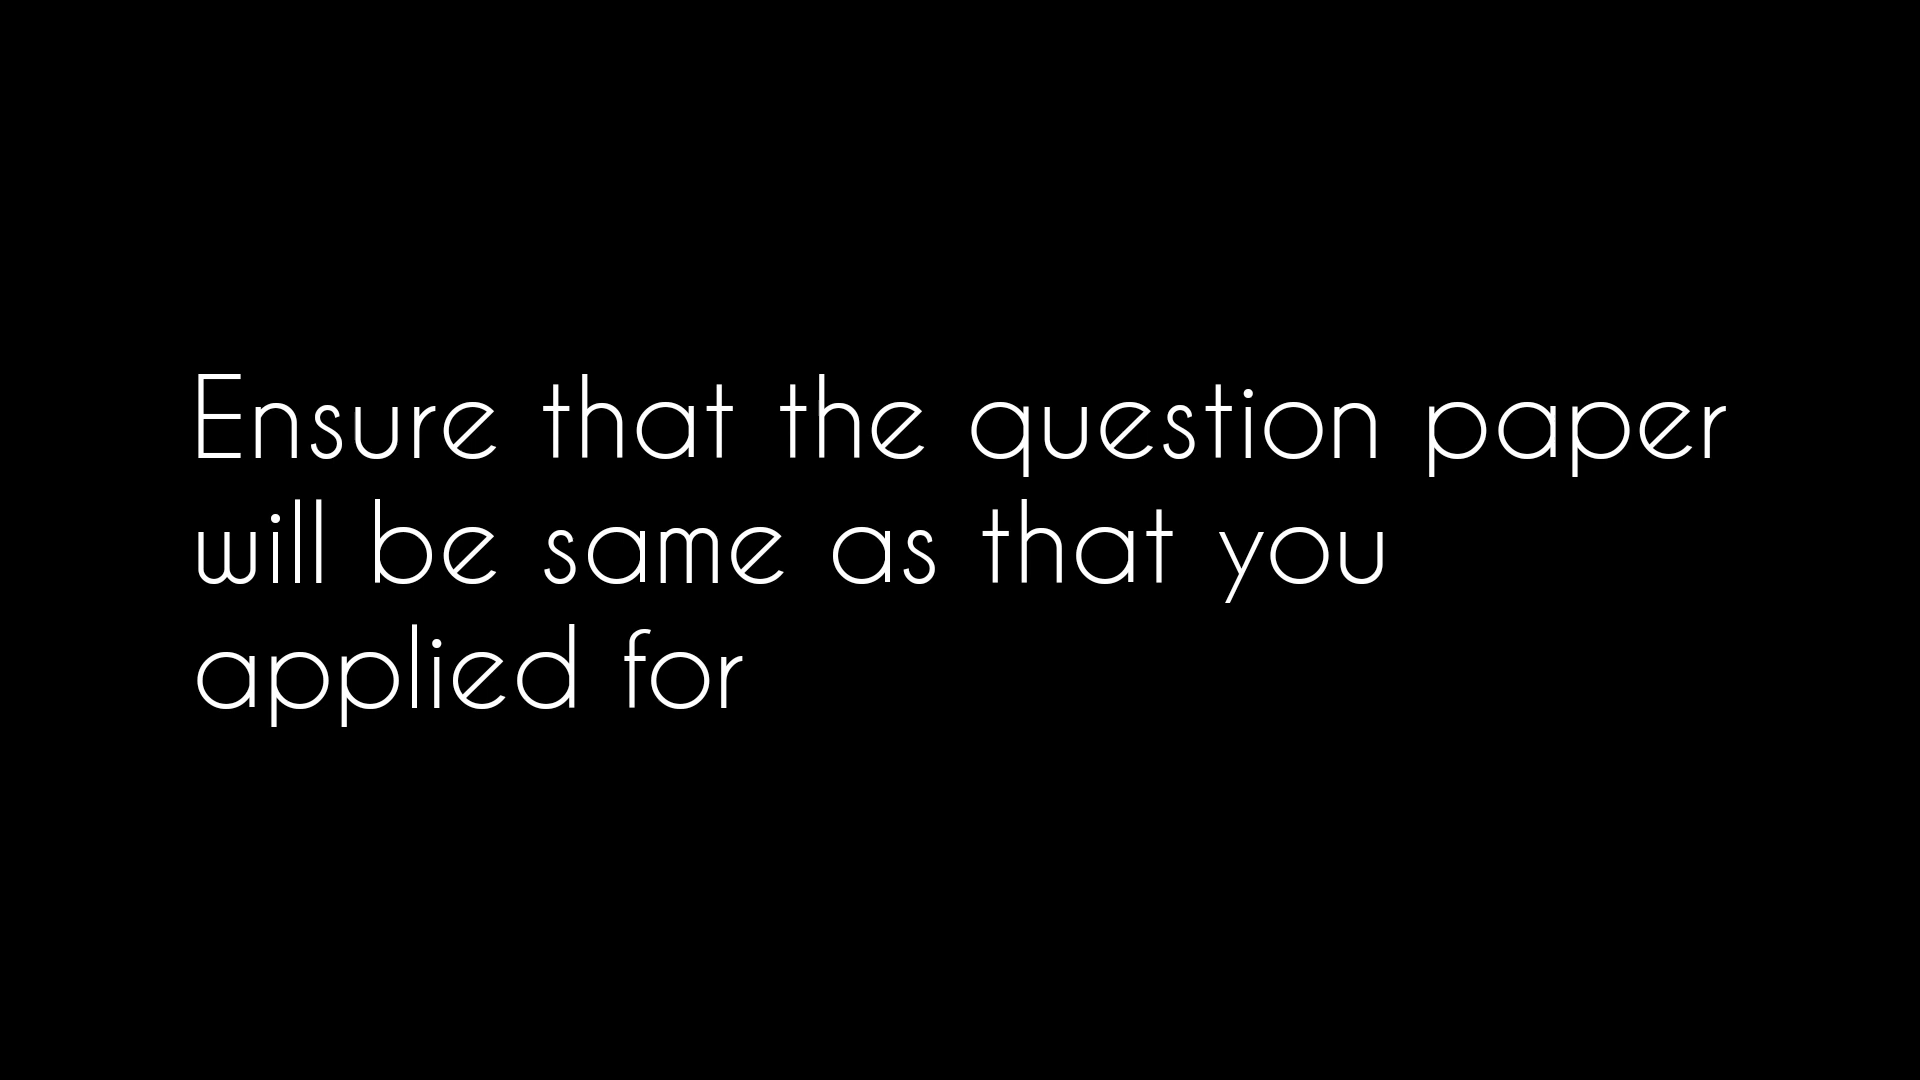 Ensure that the question paper
will be same as that you
applied for